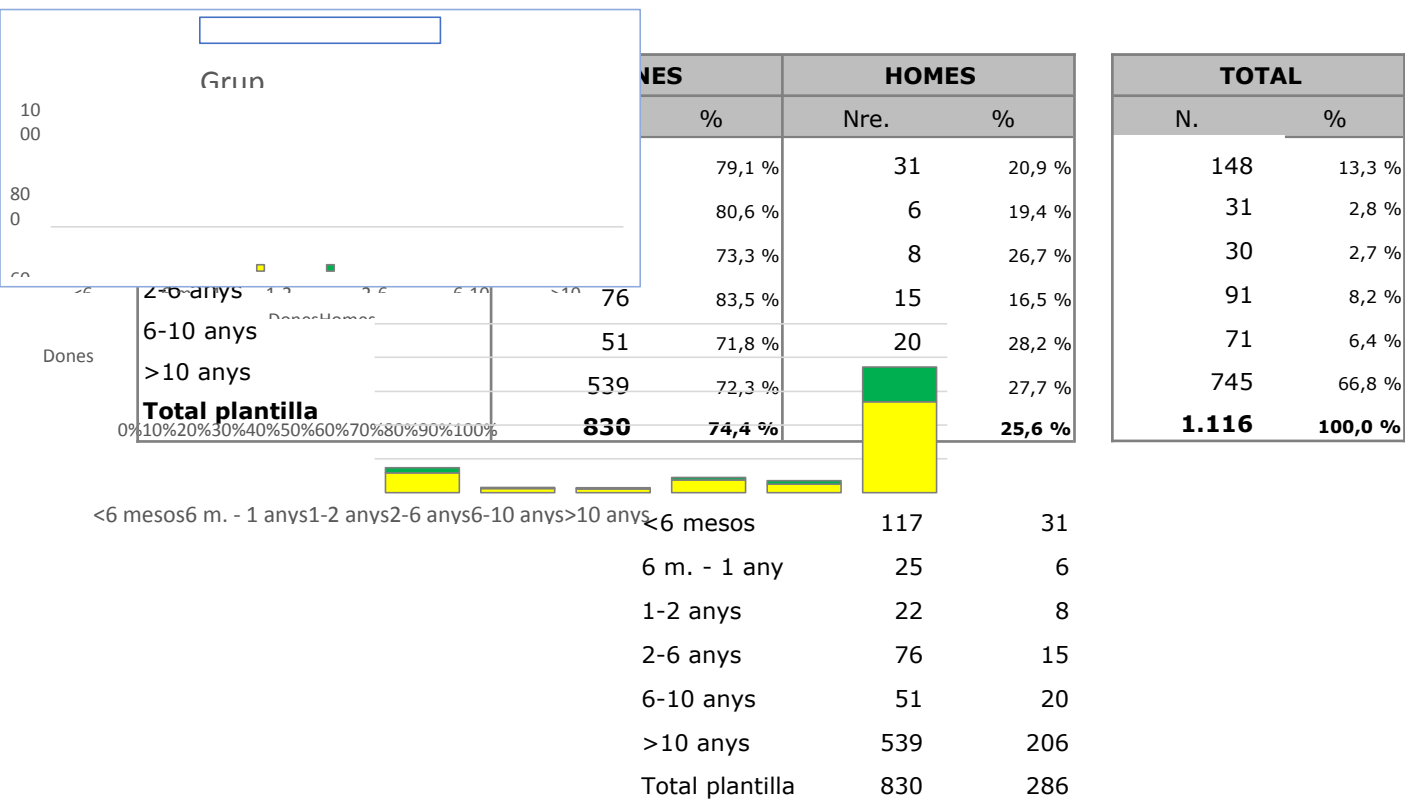 Grup
10
00
80
0
NES HOMES TOTAL
% Nre. % N. %
79,1 % 31 20,9 % 148 13,3 %
80,6 % 6 19,4 % 31 2,8 %
73,3 % 8 26,7 % 30 2,7 %
2-6 anys 76 83,5 % 15 16,5 % 91 8,2 %
DonesHomes
6-10 anys 51 71,8 % 20 28,2 % 71 6,4 %
Dones
>10 anys 539 72,3 % 27,7 % 745 66,8 %
Total plantilla 830 74,4 % 25,6 % 1.116 100,0 %
0%10%20%30%40%50%60%70%80%90%100%
<6 mesos6 m. - 1 anys1-2 anys2-6 anys6-10 anys>10 anys
<6 mesos 117 31
6 m. - 1 any 25 6
1-2 anys 22 8
2-6 anys 76 15
6-10 anys 51 20
>10 anys 539 206
Total plantilla 830 286